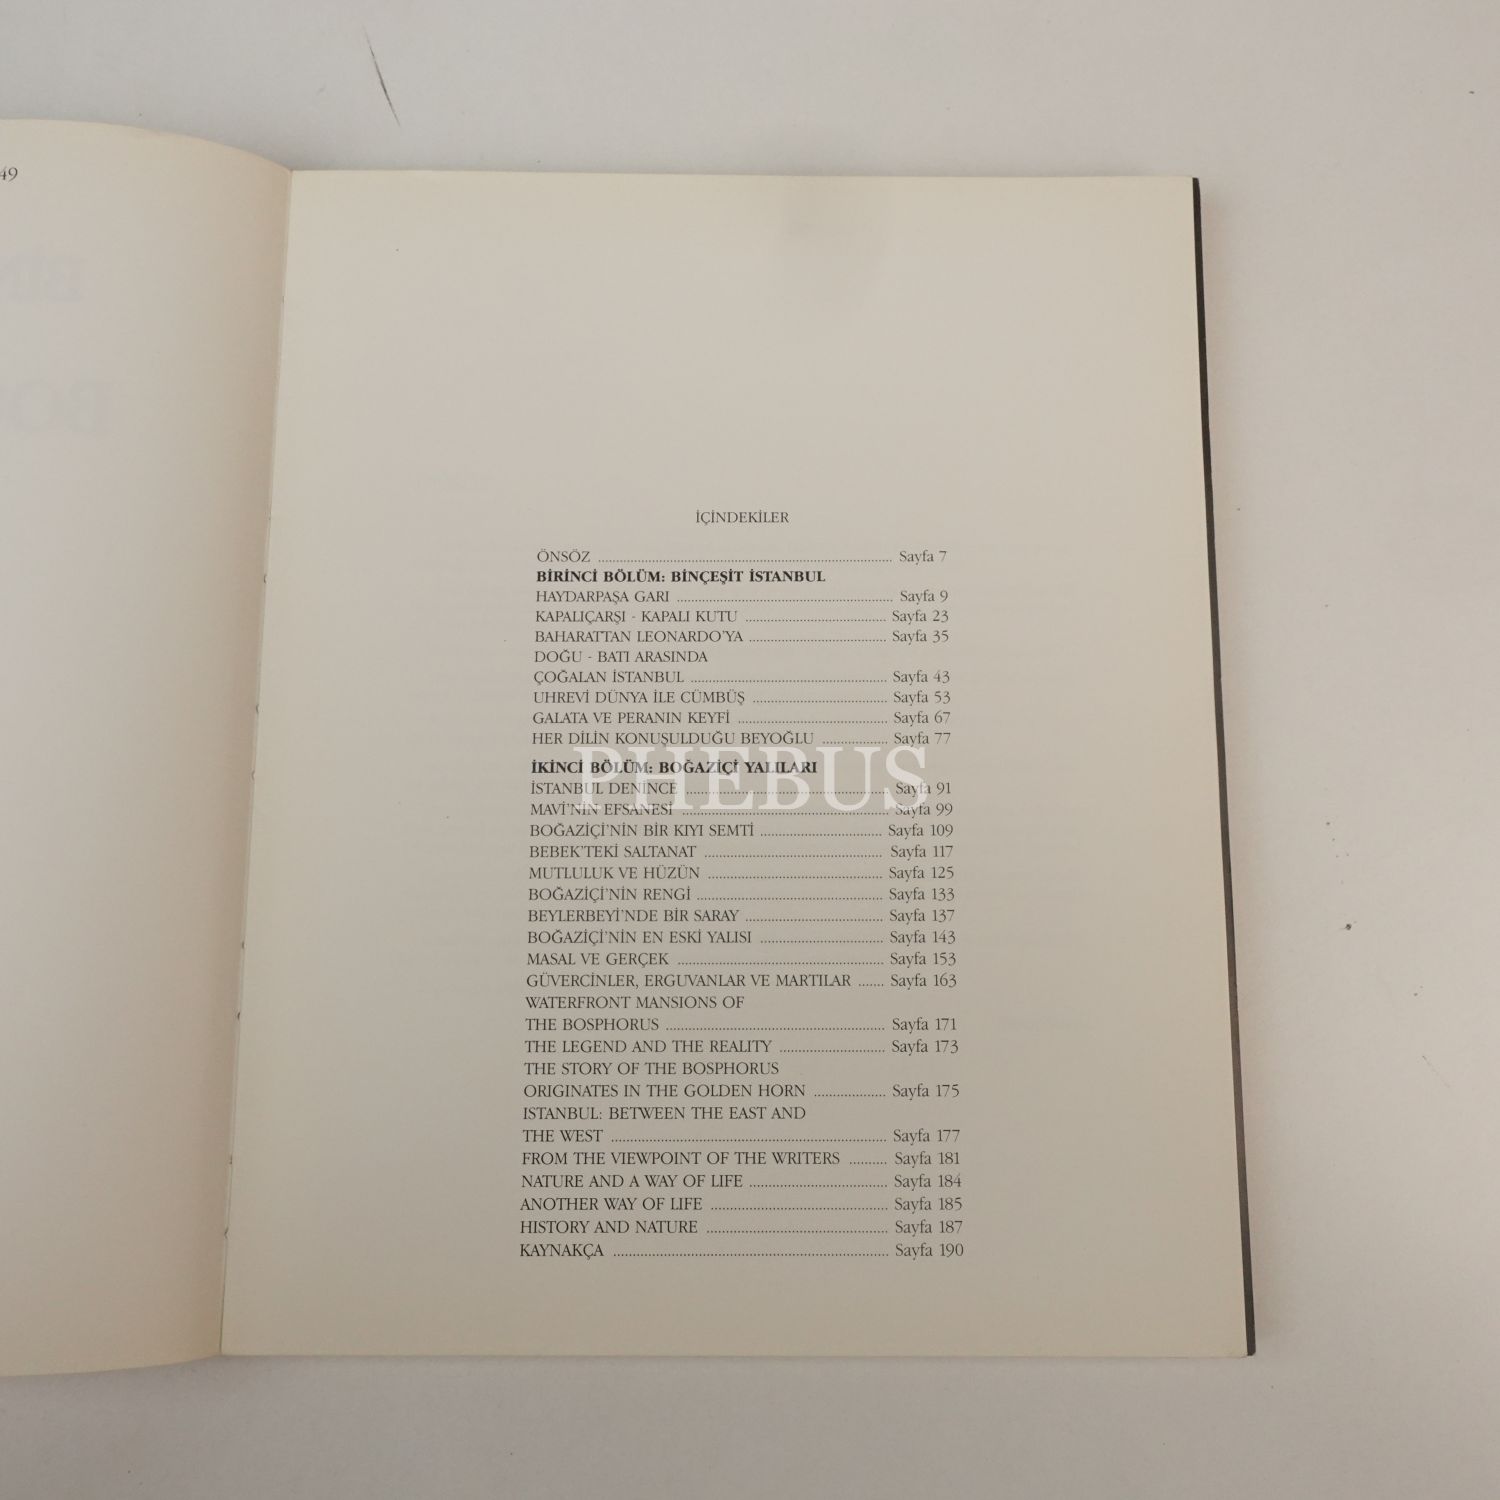 49
İÇİNDEKİLER
ÖNSÖZ ........ Sayfa 7
BİRİNCİ BÖLÜM: BİNÇEŞİT İSTANBUL
HAYDARPAŞA GARI ........ Sayfa 9
KAPALIÇARŞI - KAPALI KUTU ........ Sayfa 23
BAHARATTAN LEONARDO'YA ........ Sayfa 35
DOĞU - BATI ARASINDA
ÇOĞALAN İSTANBUL ........ Sayfa 43
UHREVİ DÜNYA İLE CÜMBÜŞ ........ Sayfa 53
GALATA VE PERANIN KEYFİ ........ Sayfa 67
HER DİLİN KONUŞULDUĞU BEYOĞLU ........ Sayfa 77
PHEBUS
İKİNCİ BÖLÜM: BOĞAZİÇİ YALILARI
İSTANBUL DENİNCE ........ Sayfa 91
MAVİ'NİN EFSANESİ ........ Sayfa 99
BOĞAZİÇİ'NİN BİR KIYI SEMTİ ........ Sayfa 109
BEBEK'TEKİ SALTANAT ........ Sayfa 117
MUTLULUK VE HÜZÜN ........ Sayfa 125
BOĞAZİÇİ'NİN RENGİ ........ Sayfa 133
BEYLERBEYİ'NDE BİR SARAY ........ Sayfa 137
BOĞAZİÇİ'NİN EN ESKİ YALISI ........ Sayfa 143
MASAL VE GERÇEK ........ Sayfa 153
GÜVERCİNLER, ERGUVANLAR VE MARTILAR ....... Sayfa 163
WATERFRONT MANSIONS OF
THE BOSPHORUS ........ Sayfa 171
THE LEGEND AND THE REALITY ........ Sayfa 173
THE STORY OF THE BOSPHORUS
ORIGINATES IN THE GOLDEN HORN ........ Sayfa 175
ISTANBUL: BETWEEN THE EAST AND
THE WEST ........ Sayfa 177
FROM THE VIEWPOINT OF THE WRITERS .......... Sayfa 181
NATURE AND A WAY OF LIFE ........ Sayfa 184
ANOTHER WAY OF LIFE ........ Sayfa 185
HISTORY AND NATURE ........ Sayfa 187
KAYNAKÇA ........ Sayfa 190